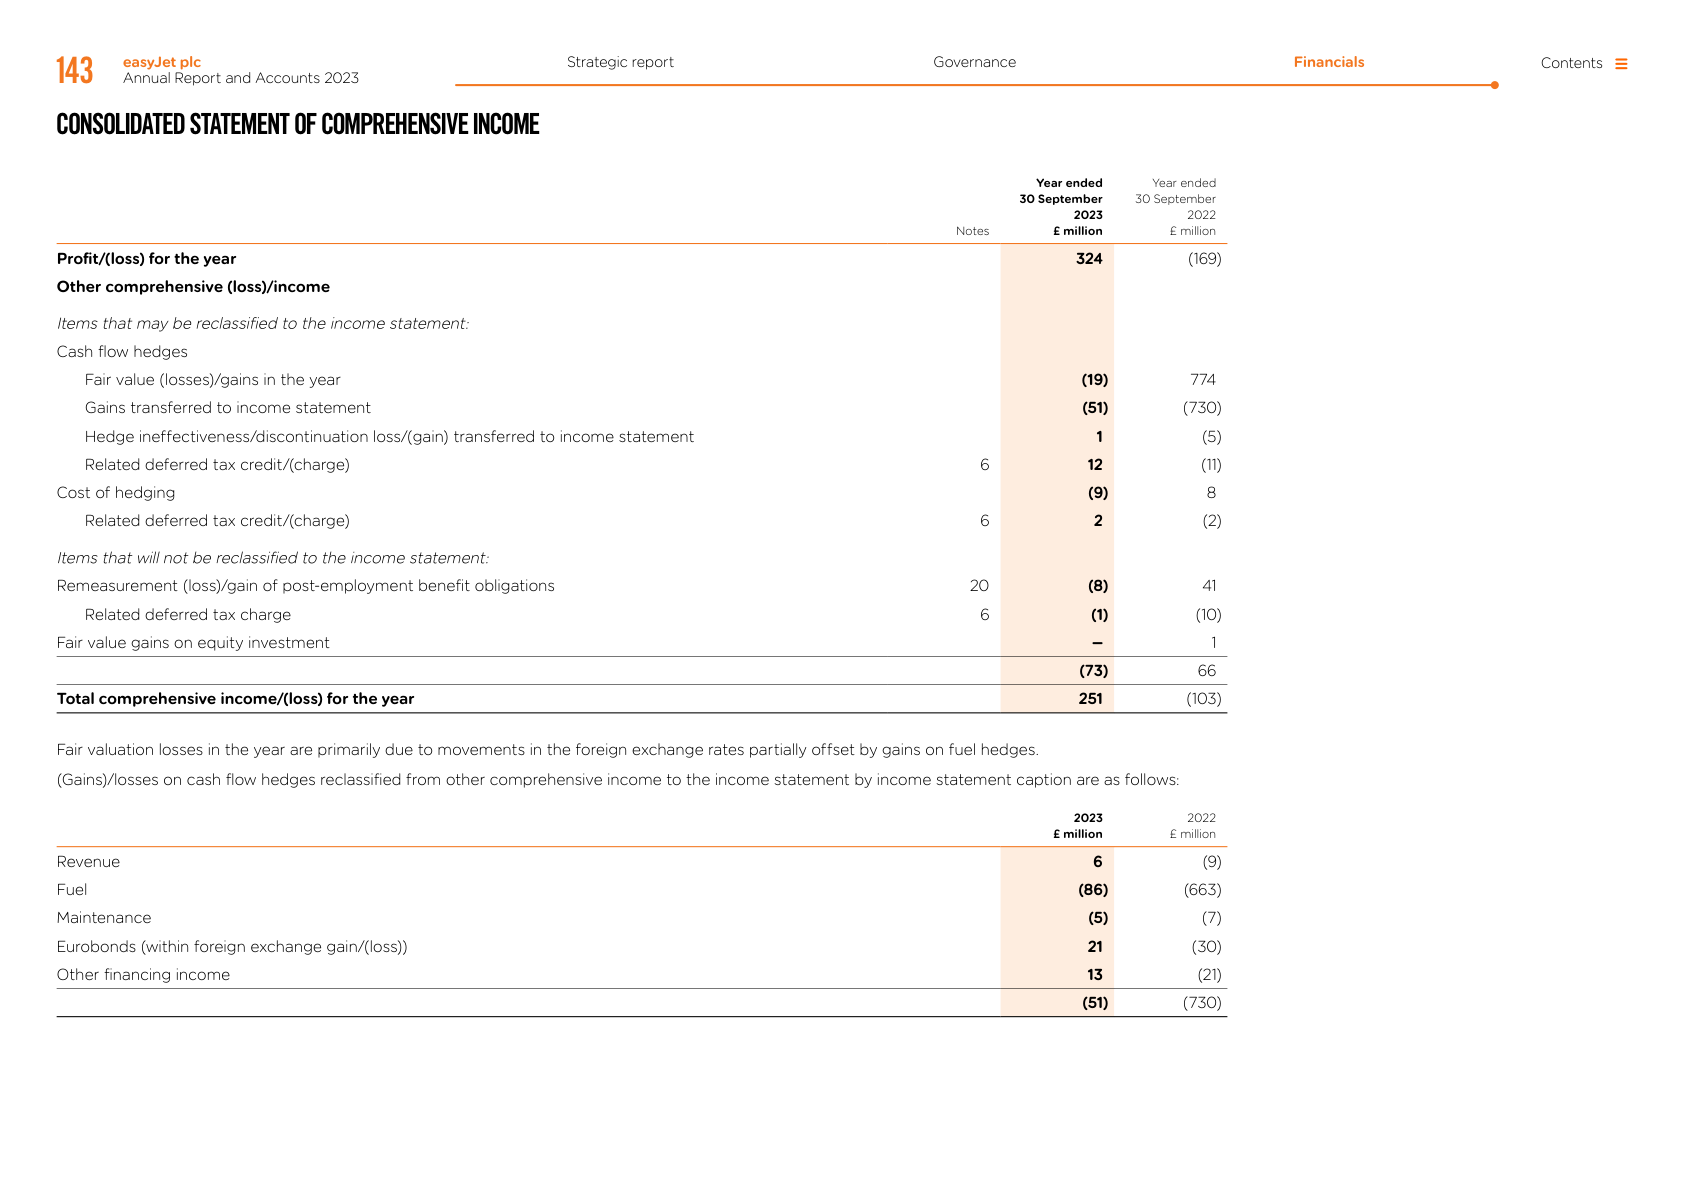 143
easyJet plc
Annual Report and Accounts 2023
Strategic report
Governance
Financials
Contents
CONSOLIDATED STATEMENT OF COMPREHENSIVE INCOME
Notes
Year ended
30 September
2023
£ million
Year ended
30 September
2022
£ million
Profit/(loss) for the year 324 (169)
Other comprehensive (loss)/income
Items that may be reclassified to the income statement:
Cash flow hedges
Fair value (losses)/gains in the year (19) 774
Gains transferred to income statement (51) (730)
Hedge ineffectiveness/discontinuation loss/(gain) transferred to income statement 1 (5)
Related deferred tax credit/(charge) 6 12 (11)
Cost of hedging (9) 8
Related deferred tax credit/(charge) 6 2 (2)
Items that will not be reclassified to the income statement:
Remeasurement (loss)/gain of post-employment benefit obligations 20 (8) 41
Related deferred tax charge 6 (1) (10)
Fair value gains on equity investment – 1
(73) 66
Total comprehensive income/(loss) for the year 251 (103)
Fair valuation losses in the year are primarily due to movements in the foreign exchange rates partially offset by gains on fuel hedges.
(Gains)/losses on cash flow hedges reclassified from other comprehensive income to the income statement by income statement caption are as follows:
2023
£ million
2022
£ million
Revenue 6 (9)
Fuel (86) (663)
Maintenance (5) (7)
Eurobonds (within foreign exchange gain/(loss)) 21 (30)
Other financing income 13 (21)
(51) (730)